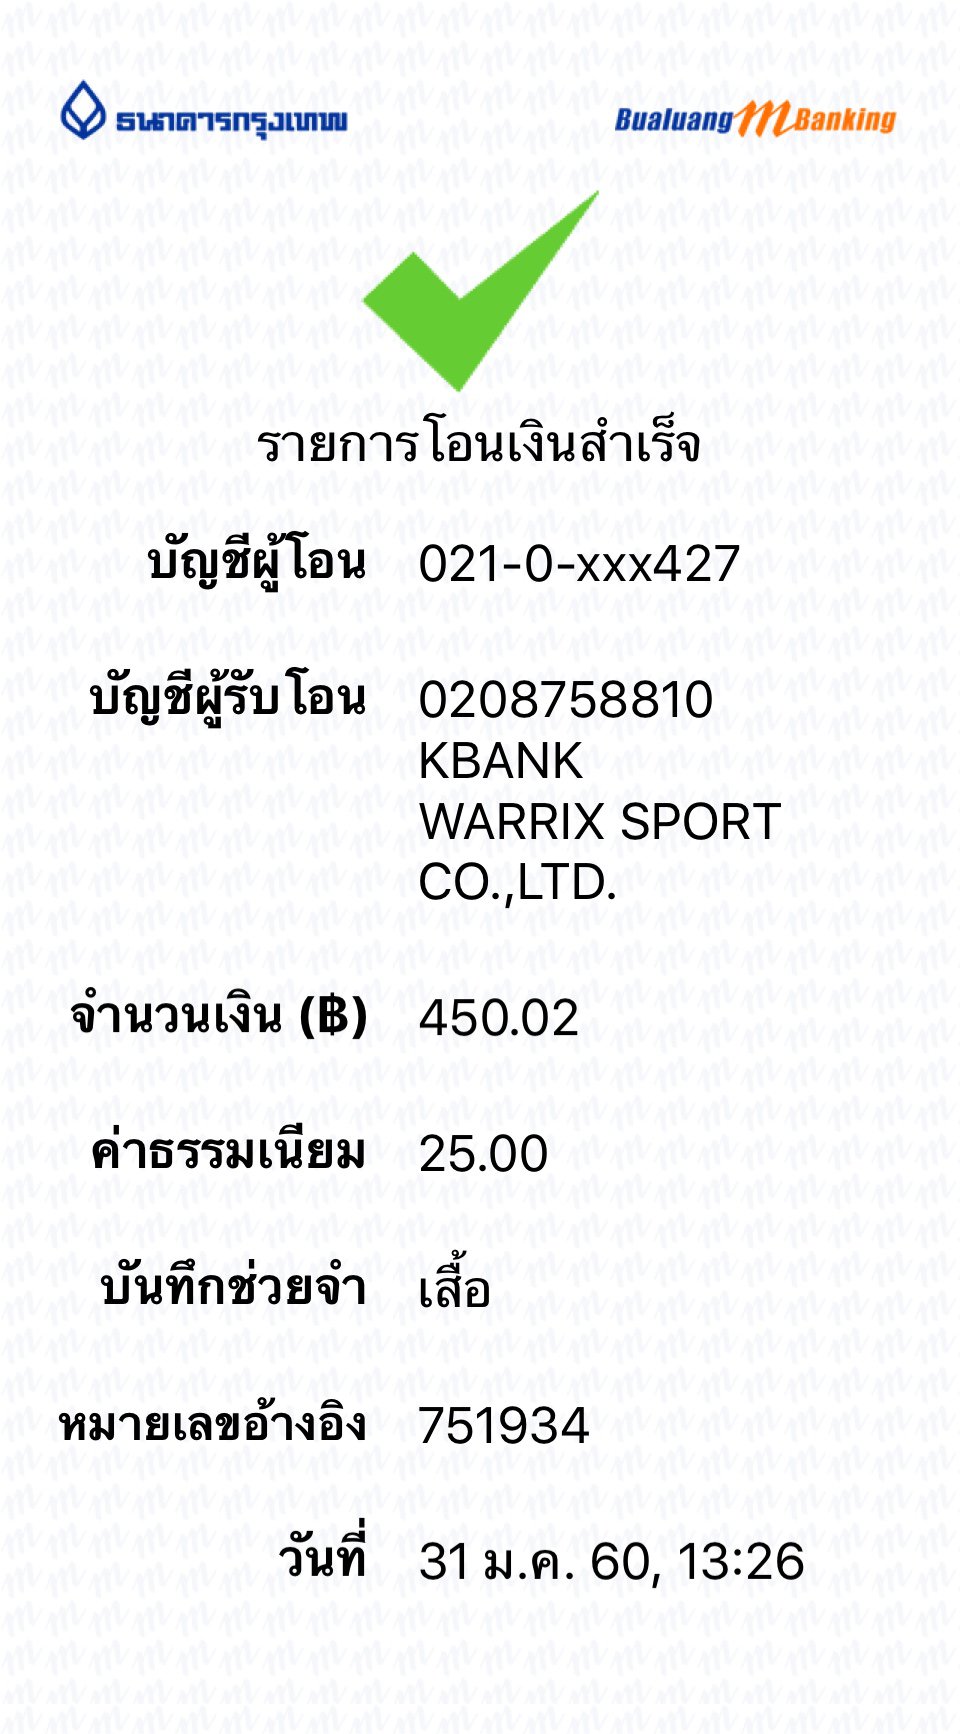 ธนาคารกรุงเทพ Bualuang mBanking
รายการโอนเงินสำเร็จ
บัญชีผู้โอน 021-0-xxx427
บัญชีผู้รับโอน 0208758810
KBANK
WARRIX SPORT
CO.,LTD.
จำนวนเงิน (฿) 450.02
ค่าธรรมเนียม 25.00
บันทึกช่วยจำ เสื้อ
หมายเลขอ้างอิง 751934
วันที่ 31 ม.ค. 60, 13:26